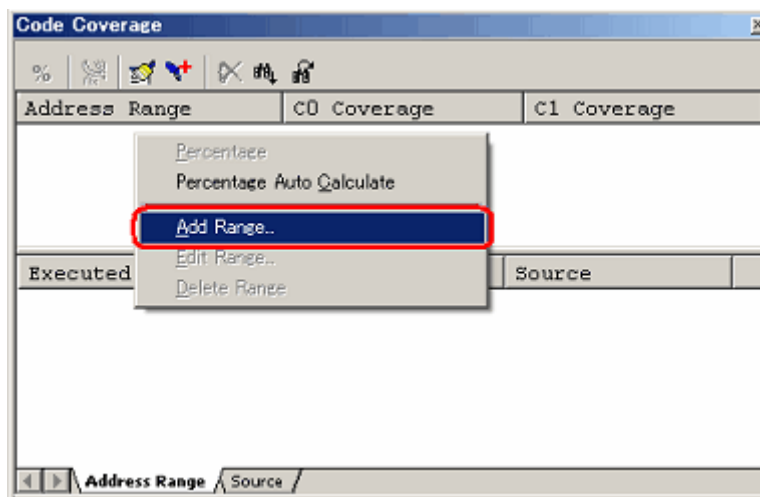 Code Coverage
%
Address Range C0 Coverage C1 Coverage
Percentage
Percentage Auto Calculate
Add Range..
Edit Range..
Delete Range
Executed Source
Address Range Source